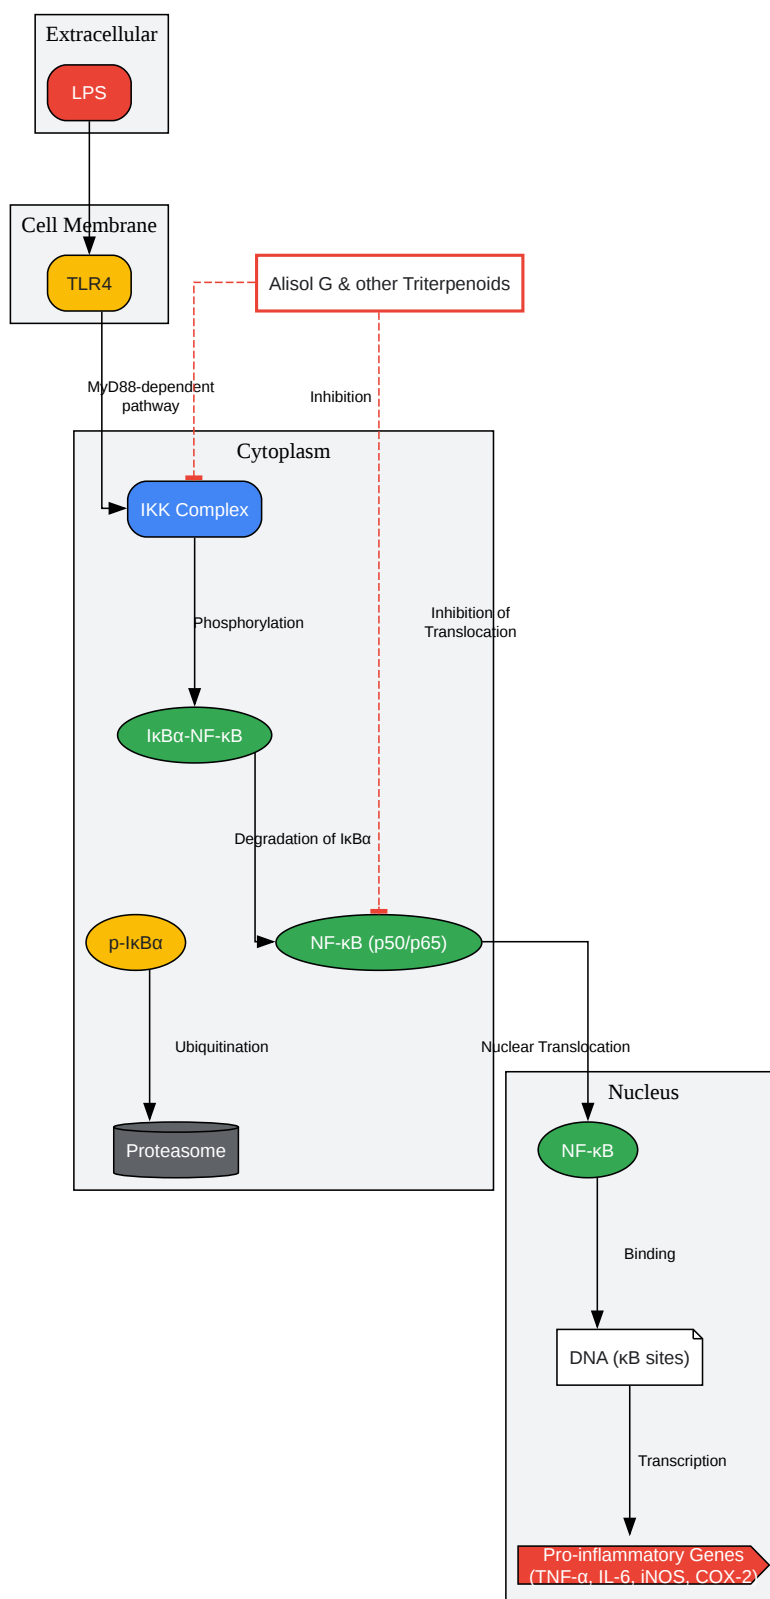 Extracellular
LPS
Cell Membrane
TLR4
Alisol G & other Triterpenoids
MyD88-dependent
pathway
Inhibition
Cytoplasm
IKK Complex
Phosphorylation
Inhibition of
Translocation
IκBα-NF-κB
Degradation of IκBα
p-IκBα
NF-κB (p50/p65)
Ubiquitination
Nuclear Translocation
Nucleus
Proteasome
NF-κB
Binding
DNA (κB sites)
Transcription
Pro-inflammatory Genes
(TNF-α, IL-6, iNOS, COX-2)